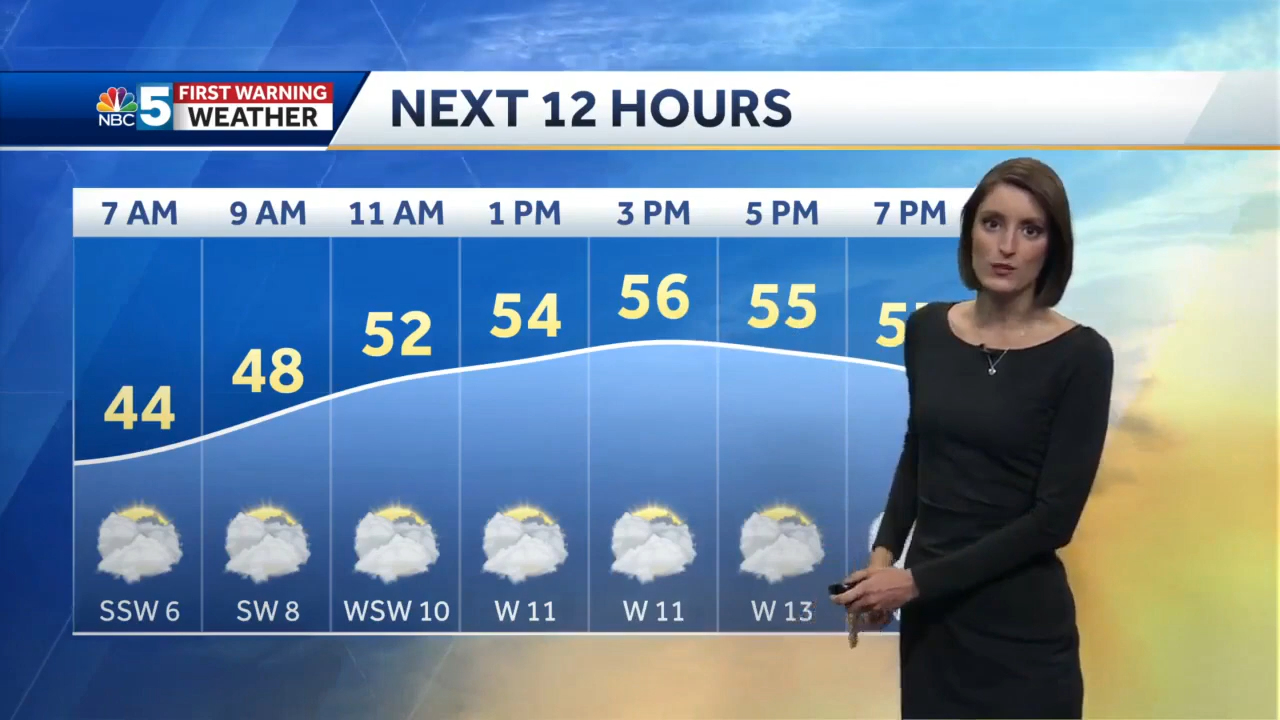 NBC 5 FIRST WARNING
WEATHER
NEXT 12 HOURS
7 AM 9 AM 11 AM 1 PM 3 PM 5 PM 7 PM
44 48 52 54 56 55
SSW 6 SW 8 WSW 10 W 11 W 11 W 13